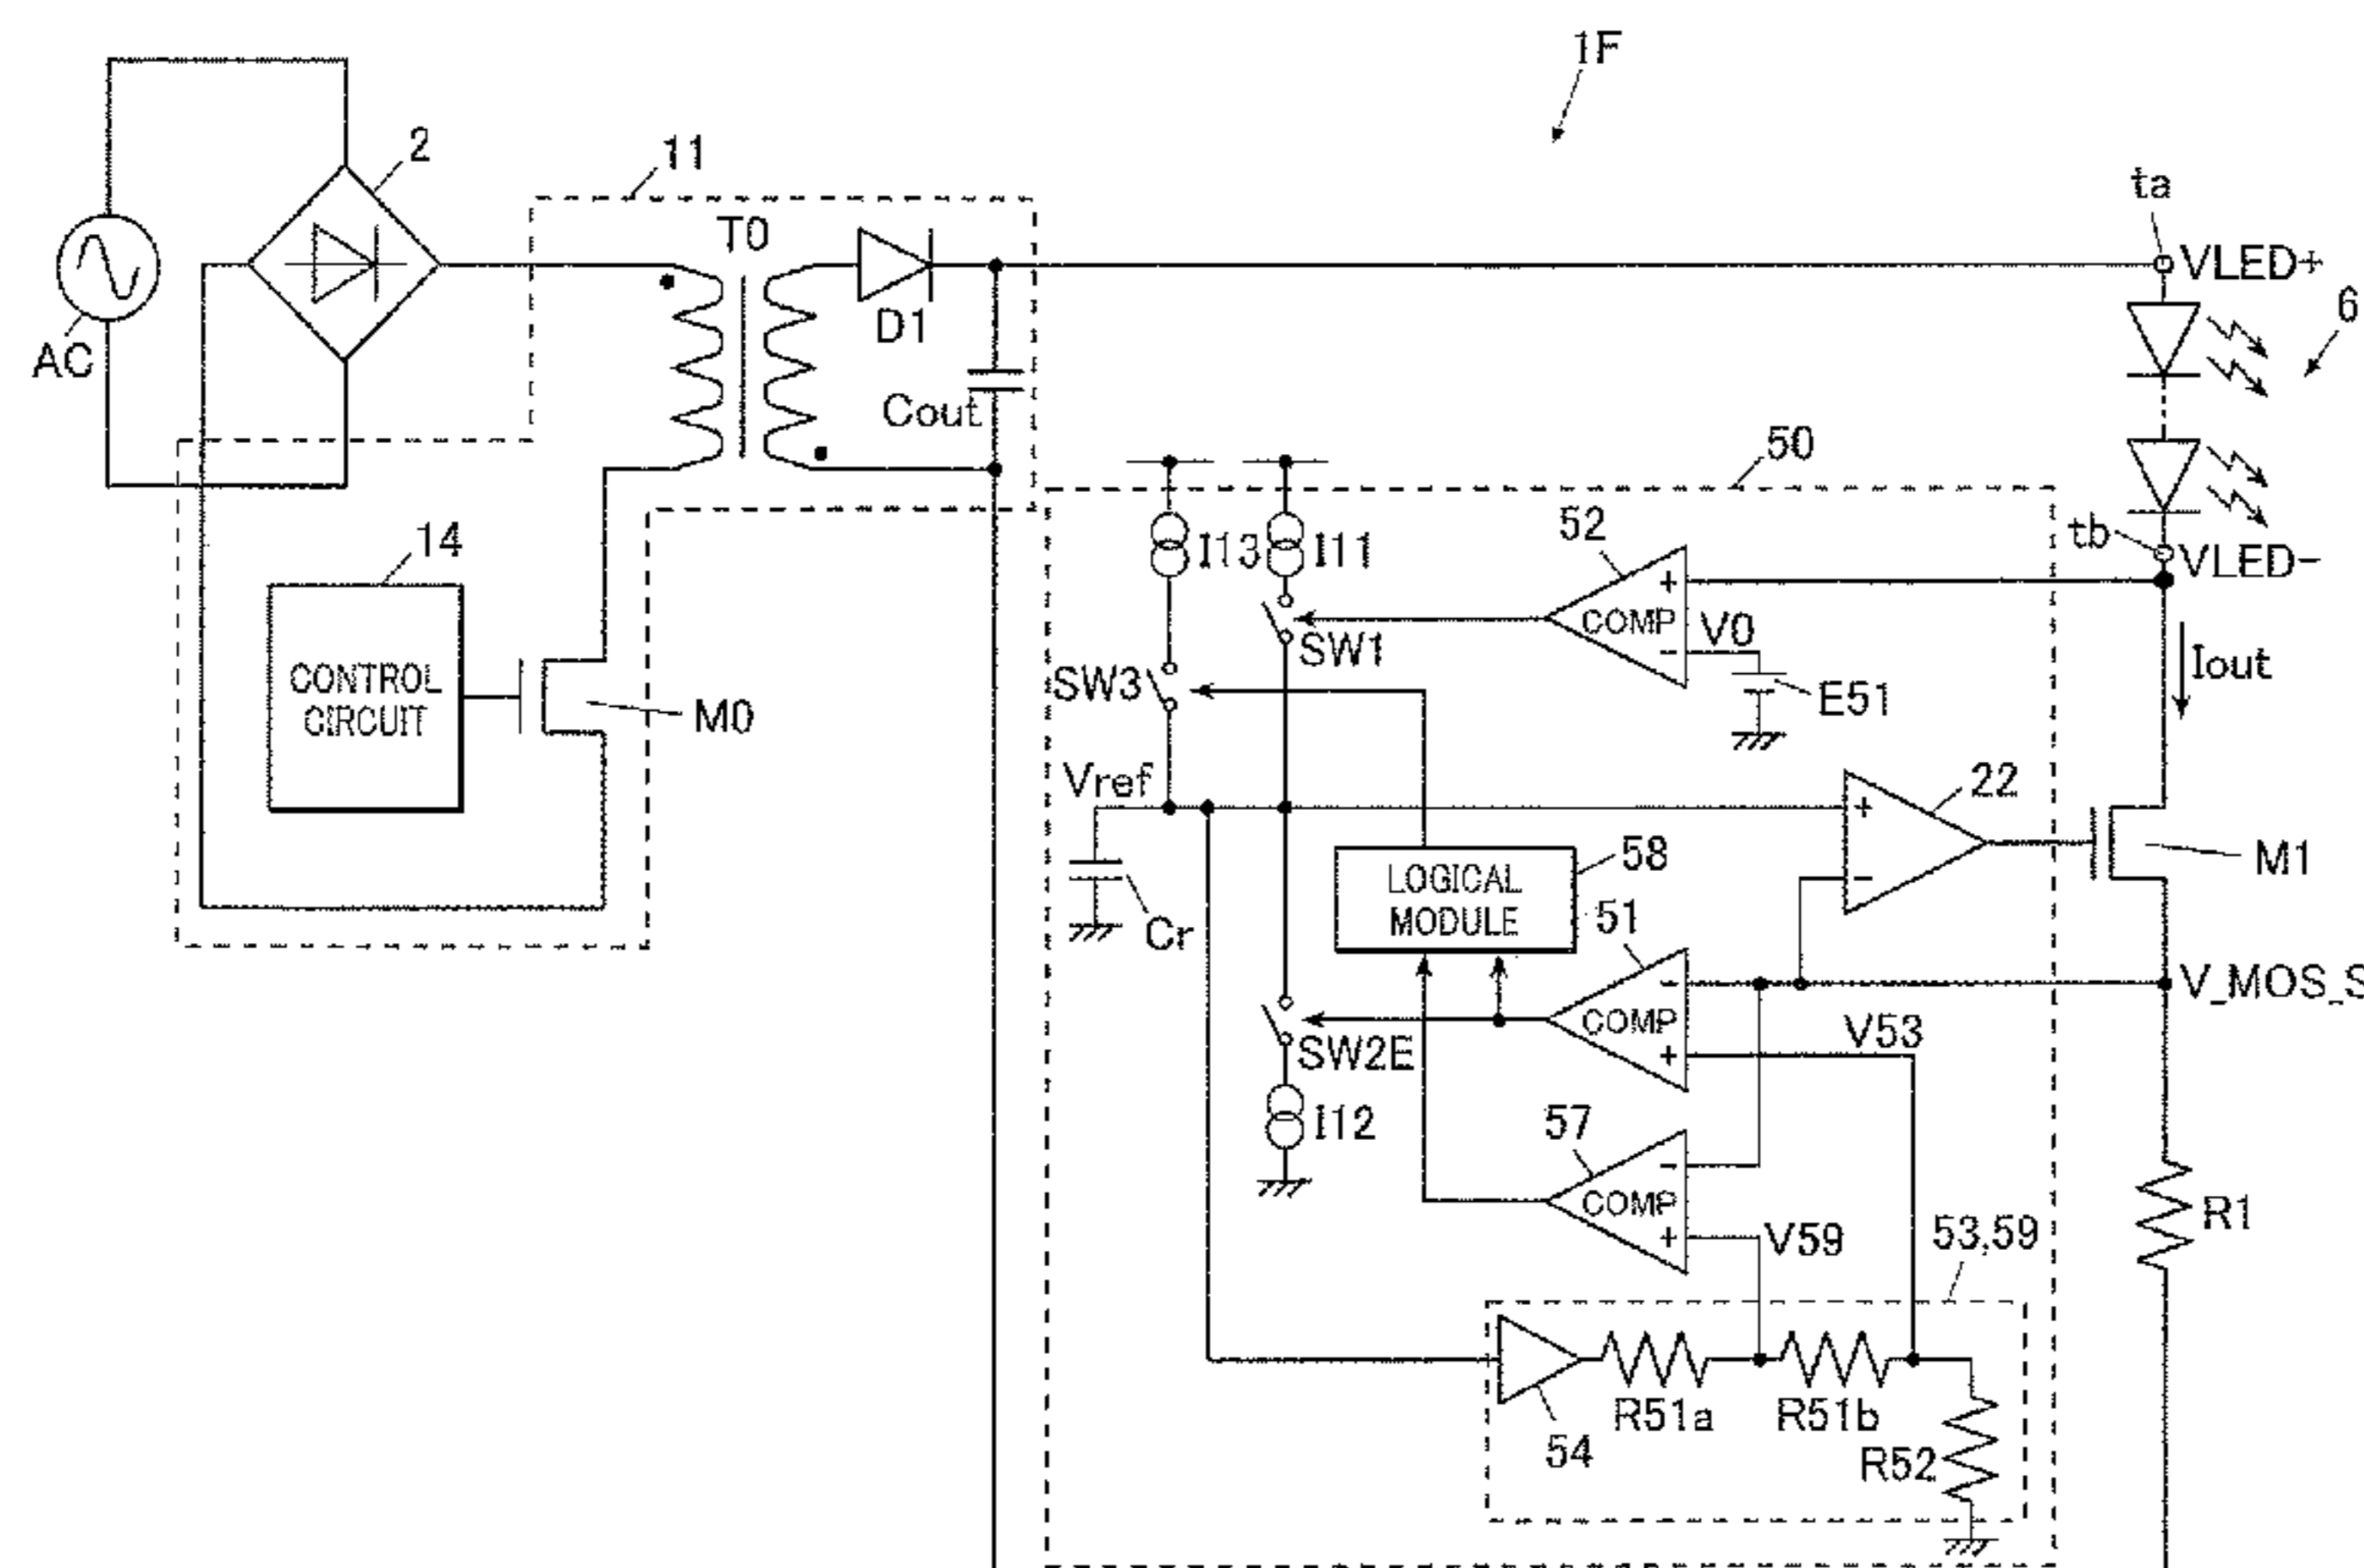 1F
2
11
ta
T0
VLED+
6
AC
D1
Cout
50
14
52
tb
I13
I11
VLED-
+
COMP
V0
-
SW1
CONTROL
CIRCUIT
SW3
E51
Iout
M0
Vref
22
+
58
M1
LOGICAL
MODULE
-
51
Cr
-
V_MOS_S
COMP
V53
SW2E
+
I12
57
-
COMP
R1
+
V59
53,59
R51a
R51b
54
R52